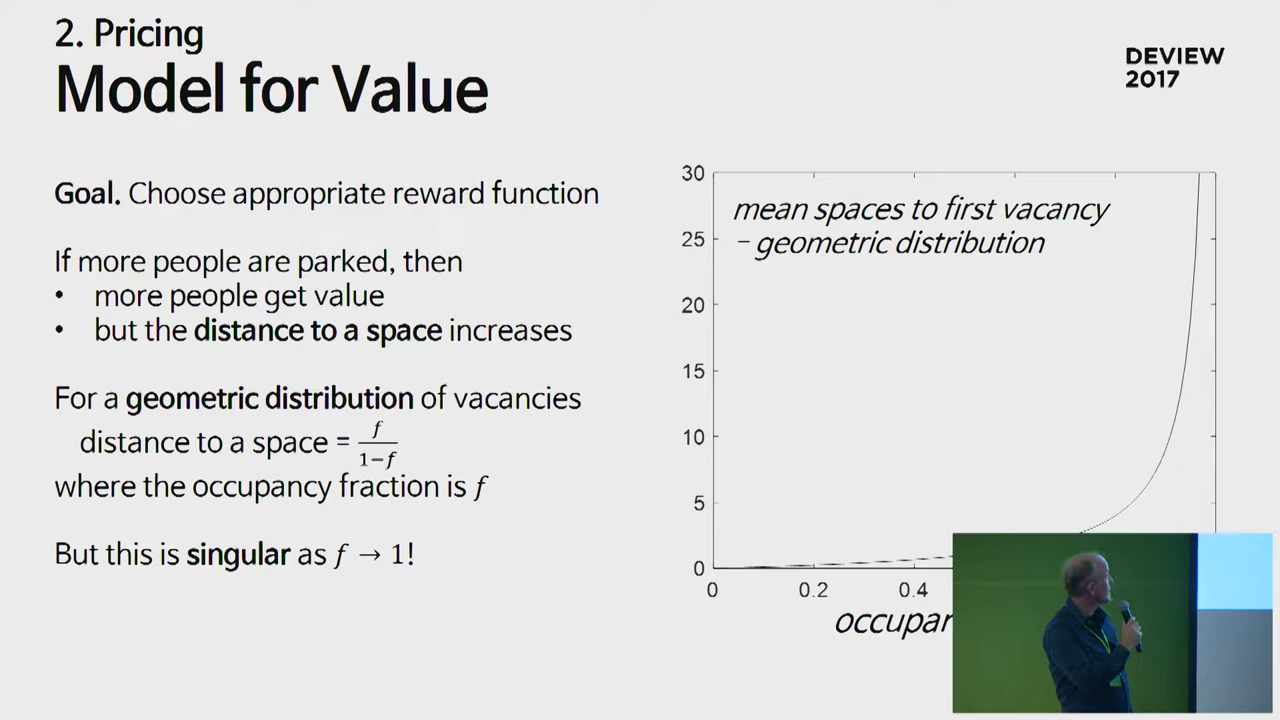 2. Pricing
Model for Value
DEVIEW
2017
Goal. Choose appropriate reward function
If more people are parked, then
• more people get value
• but the distance to a space increases
For a geometric distribution of vacancies
distance to a space = f/(1−f)
where the occupancy fraction is f
But this is singular as f → 1!
mean spaces to first vacancy
– geometric distribution
30
25
20
15
10
5
0
0 0.2 0.4